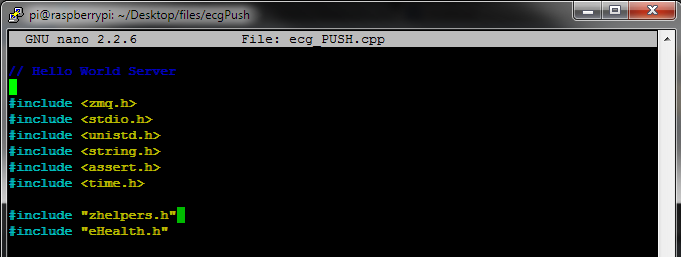 pi@raspberrypi: ~/Desktop/files/ecgPush
GNU nano 2.2.6 File: ecg_PUSH.cpp
// Hello World Server
#include <zmq.h>
#include <stdio.h>
#include <unistd.h>
#include <string.h>
#include <assert.h>
#include <time.h>
#include "zhelpers.h"
#include "eHealth.h"